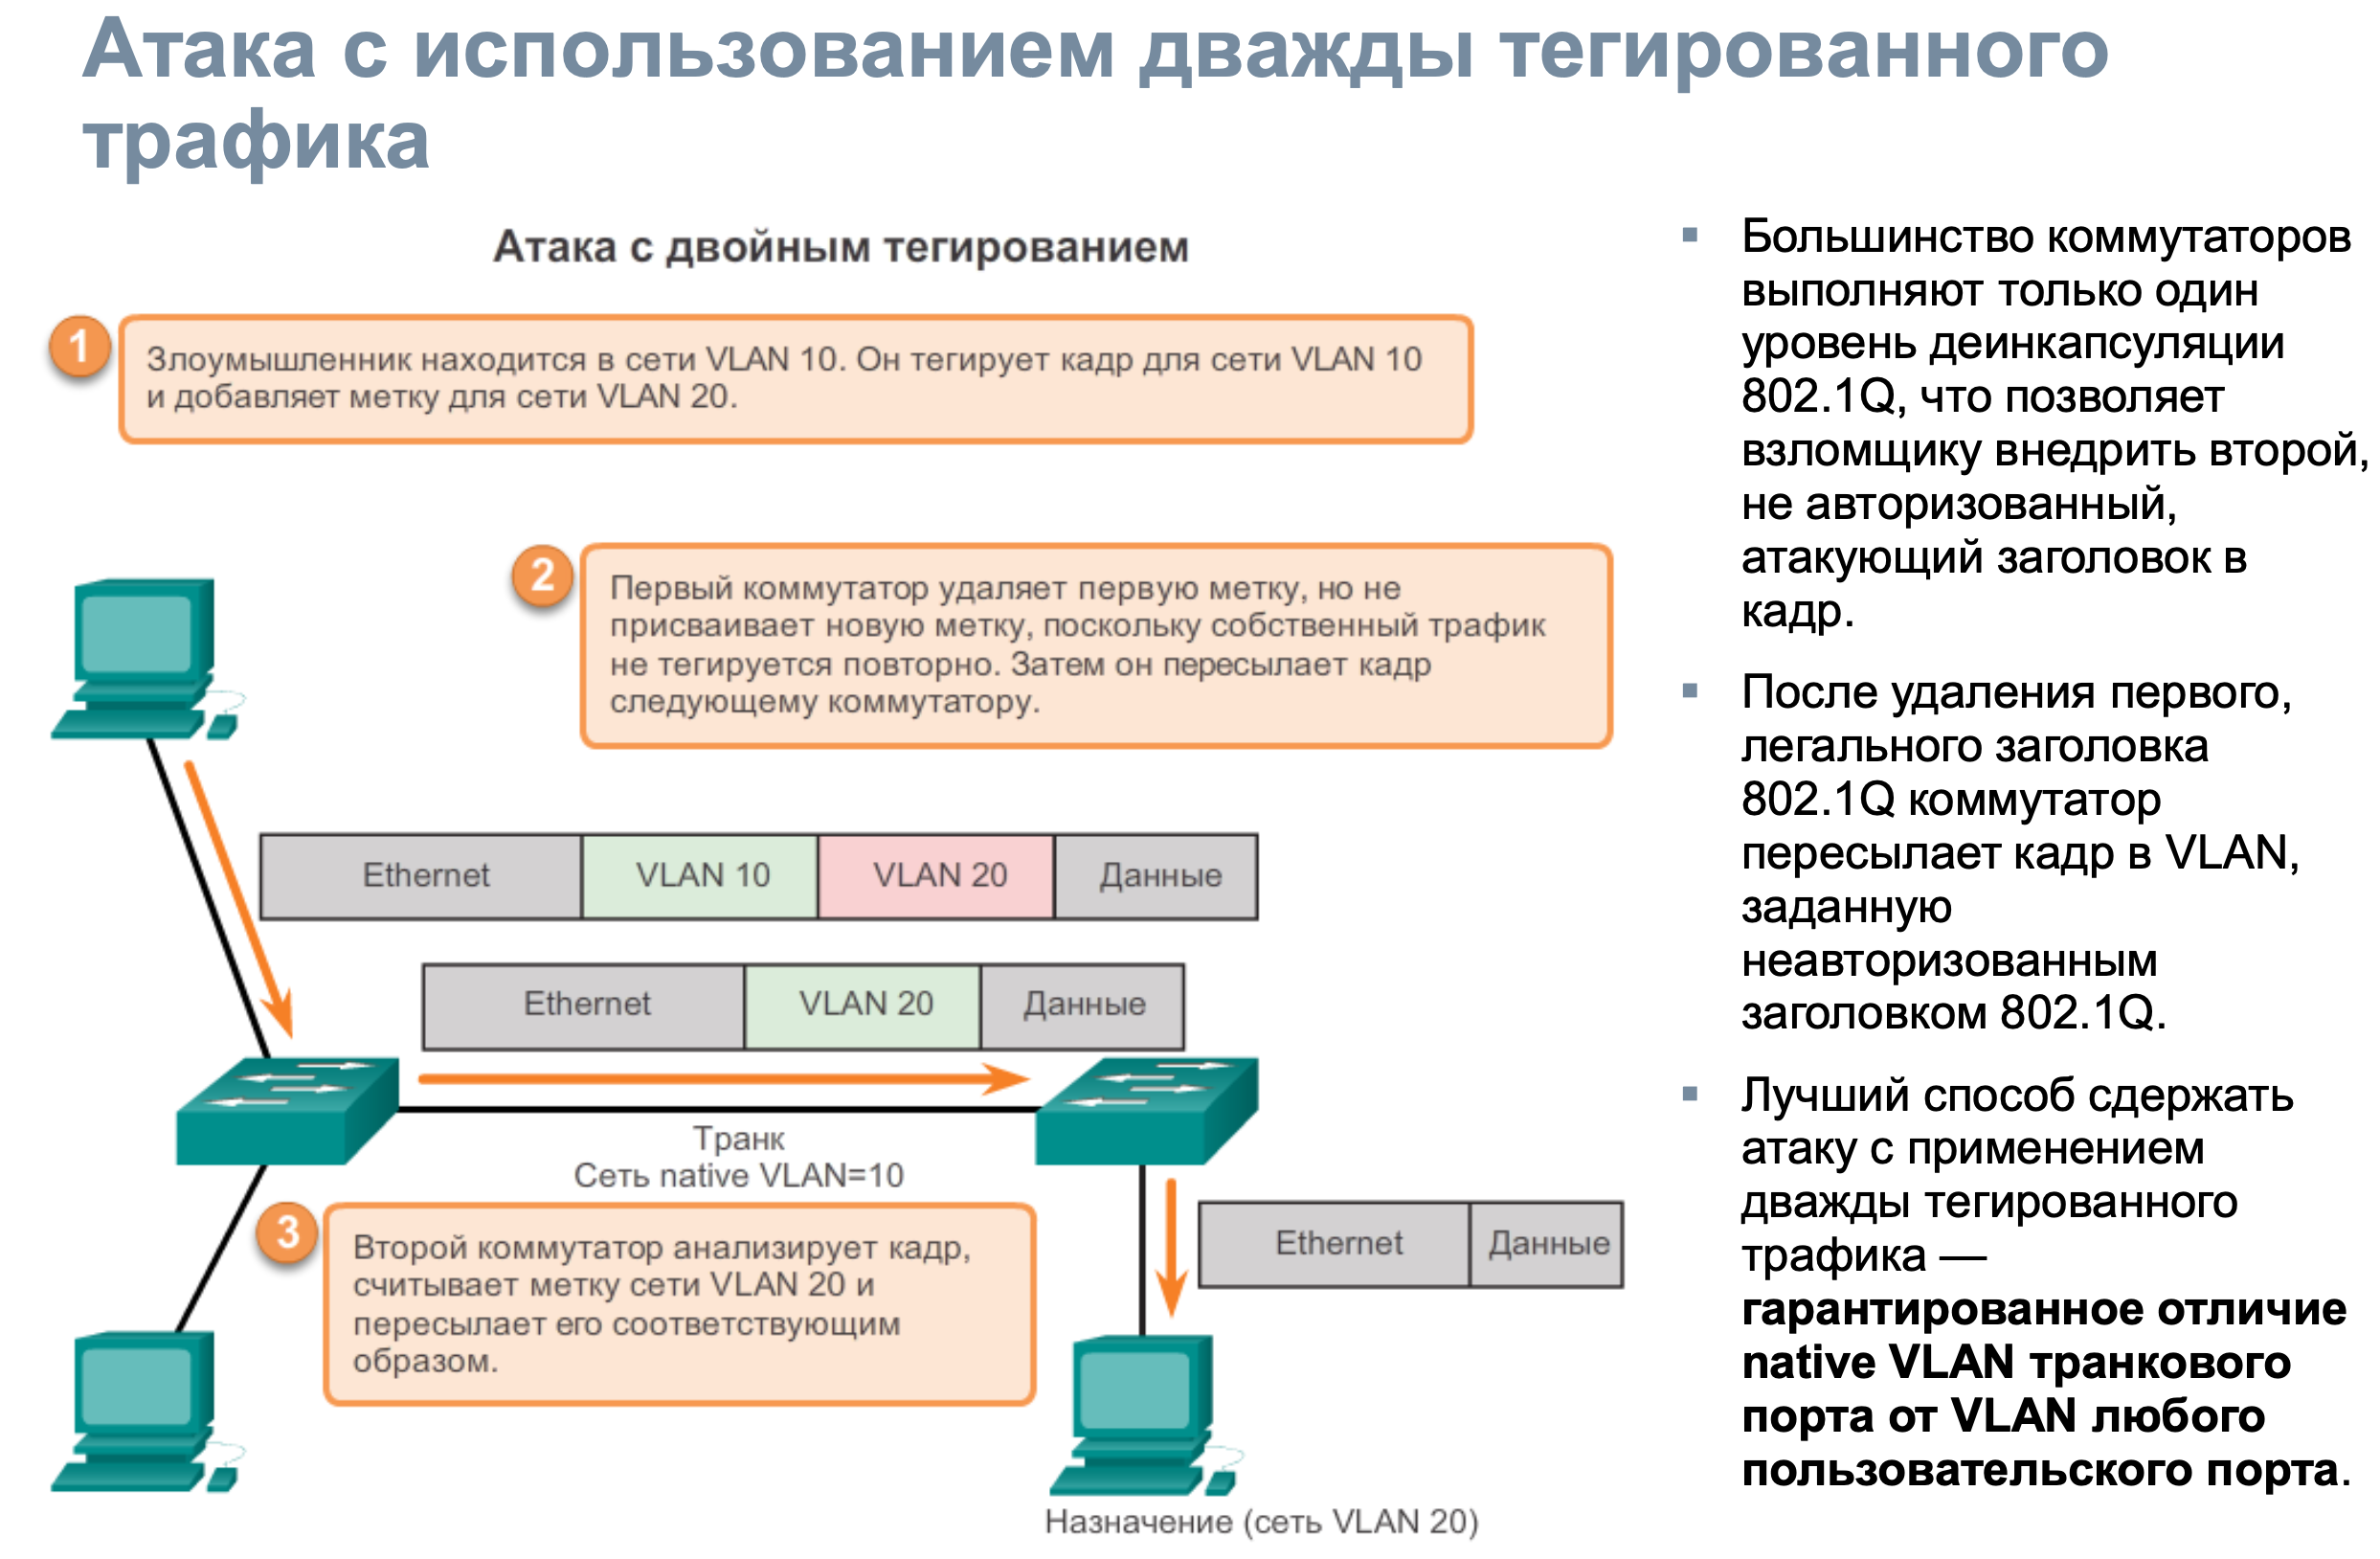 Атака с использованием дважды тегированного
трафика
Атака с двойным тегированием
1
Злоумышленник находится в сети VLAN 10. Он тегирует кадр для сети VLAN 10
и добавляет метку для сети VLAN 20.
2
Первый коммутатор удаляет первую метку, но не
присваивает новую метку, поскольку собственный трафик
не тегируется повторно. Затем он пересылает кадр
следующему коммутатору.
Ethernet VLAN 10 VLAN 20 Данные
Ethernet VLAN 20 Данные
Транк
Сеть native VLAN=10
3
Второй коммутатор анализирует кадр,
считывает метку сети VLAN 20 и
пересылает его соответствующим
образом.
Ethernet Данные
Назначение (сеть VLAN 20)
▪ Большинство коммутаторов
выполняют только один
уровень деинкапсуляции
802.1Q, что позволяет
взломщику внедрить второй,
не авторизованный,
атакующий заголовок в
кадр.
▪ После удаления первого,
легального заголовка
802.1Q коммутатор
пересылает кадр в VLAN,
заданную
неавторизованным
заголовком 802.1Q.
▪ Лучший способ сдержать
атаку с применением
дважды тегированного
трафика —
гарантированное отличие
native VLAN транкового
порта от VLAN любого
пользовательского порта.